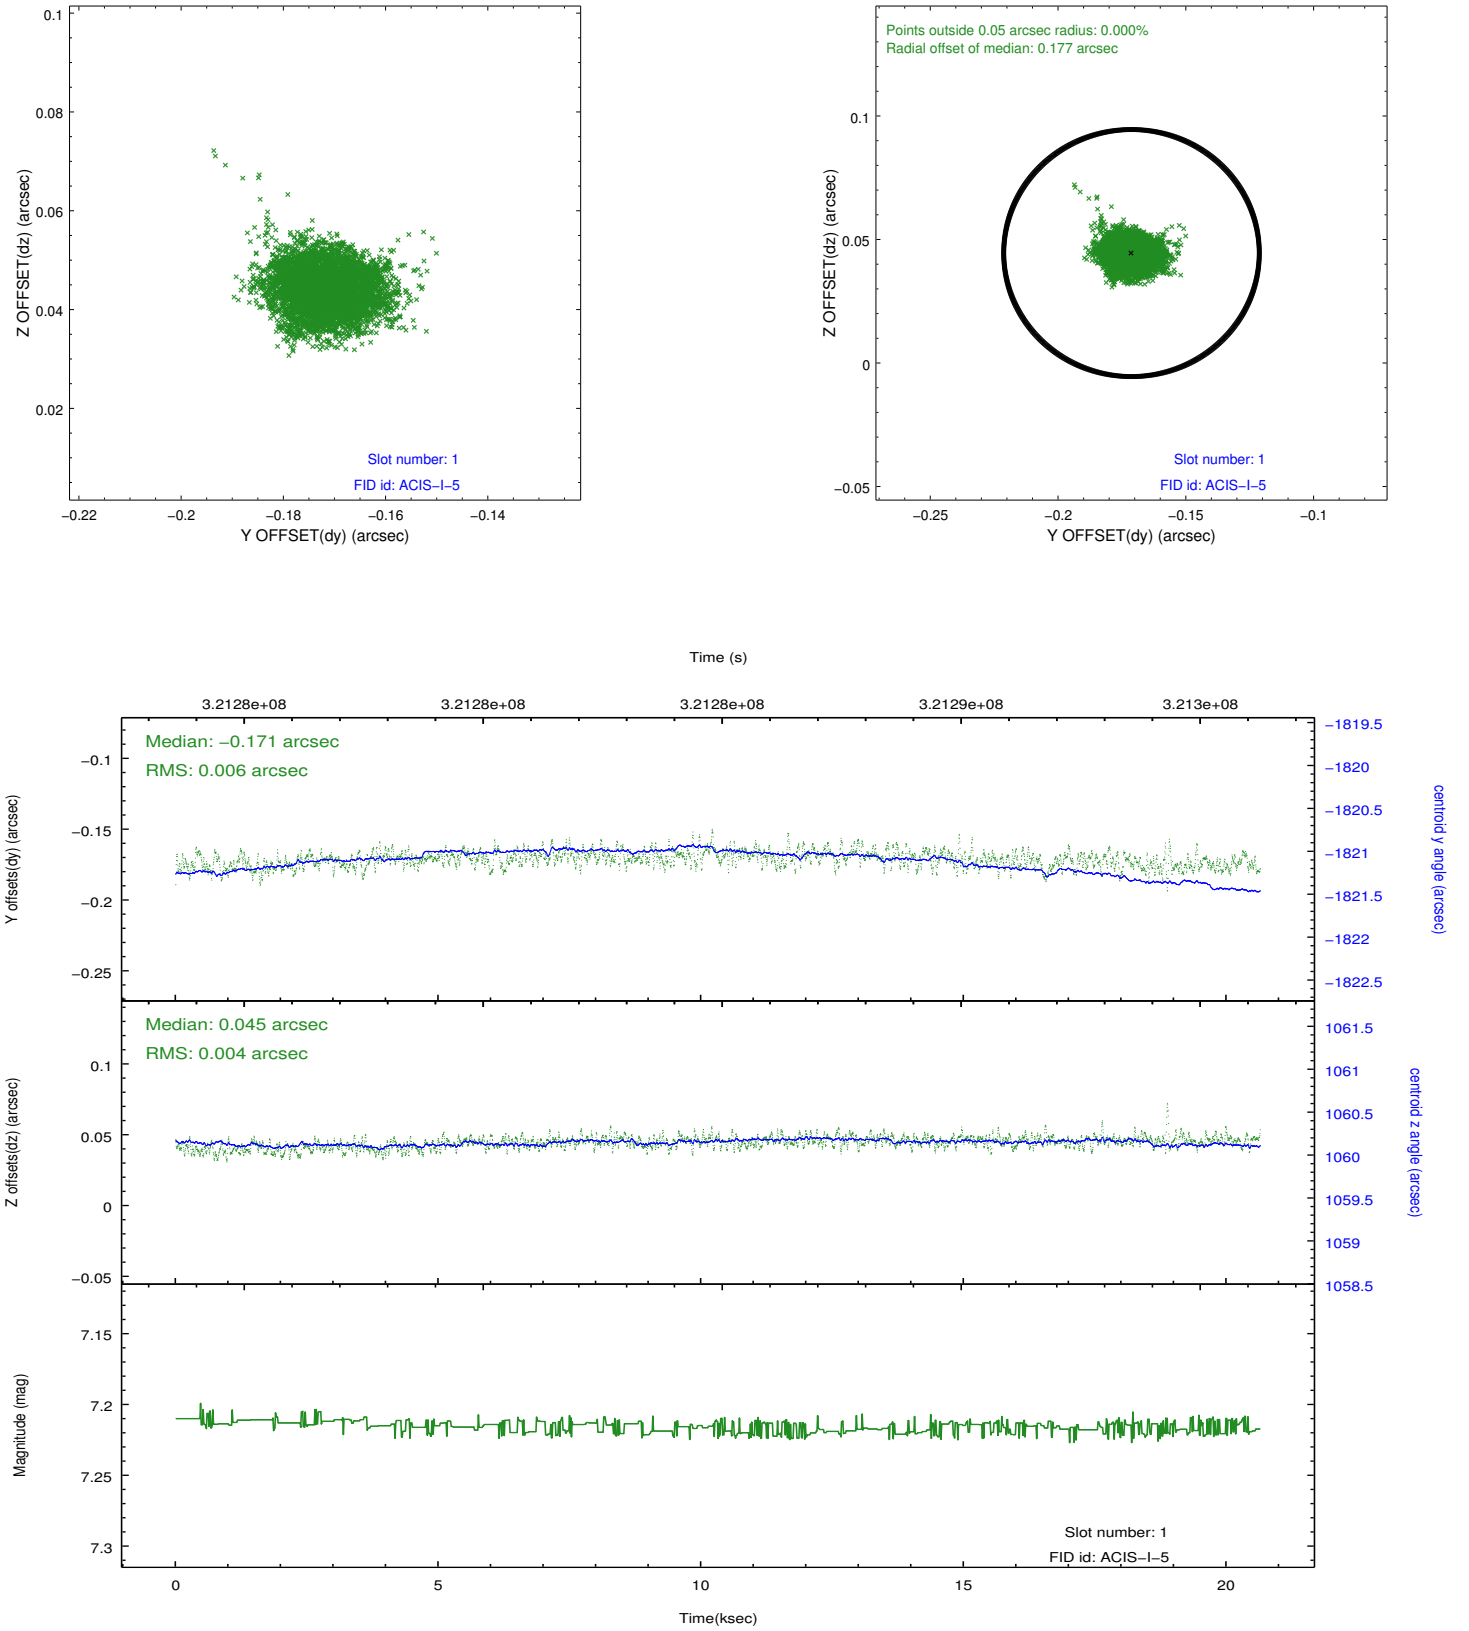 0.1
0.08
0.06
0.04
0.02
Z OFFSET(dz) (arcsec)
Slot number: 1
FID id: ACIS−I−5
−0.22 −0.2 −0.18 −0.16 −0.14
Y OFFSET(dy) (arcsec)
Points outside 0.05 arcsec radius: 0.000%
Radial offset of median: 0.177 arcsec
0.1
0.05
0
−0.05
Z OFFSET(dz) (arcsec)
Slot number: 1
FID id: ACIS−I−5
−0.25 −0.2 −0.15 −0.1
Y OFFSET(dy) (arcsec)
Time (s)
3.2128e+08 3.2128e+08 3.2128e+08 3.2129e+08 3.213e+08
Median: −0.171 arcsec
RMS: 0.006 arcsec
−0.1
−0.15
−0.2
−0.25
Y offsets(dy) (arcsec)
−1819.5
−1820
−1820.5
−1821
−1821.5
−1822
−1822.5
centroid y angle (arcsec)
Median: 0.045 arcsec
RMS: 0.004 arcsec
0.1
0.05
0
−0.05
Z offsets(dz) (arcsec)
1061.5
1061
1060.5
1060
1059.5
1059
1058.5
centroid z angle (arcsec)
7.15
7.2
7.25
7.3
Magnitude (mag)
Slot number: 1
FID id: ACIS−I−5
0 5 10 15 20
Time(ksec)